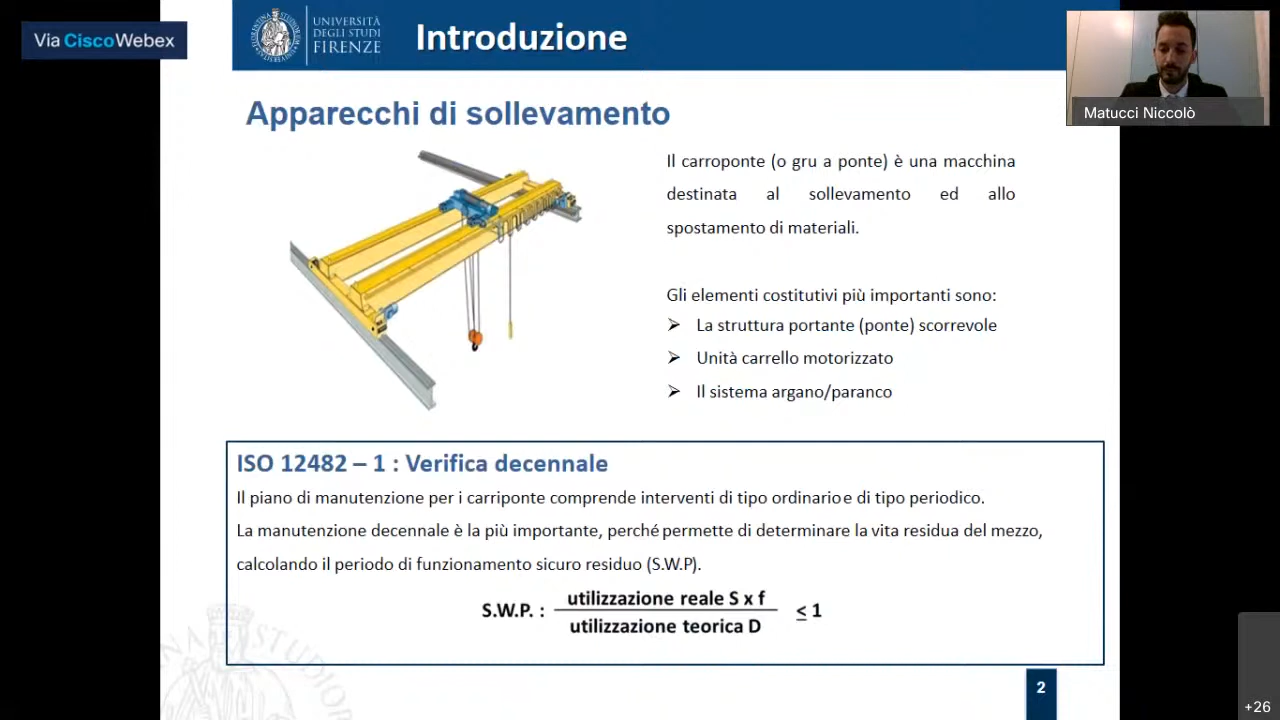 Via CiscoWebex
UNIVERSITÀ
DEGLI STUDI
FIRENZE
Introduzione
Matucci Niccolò
Apparecchi di sollevamento
Il carroponte (o gru a ponte) è una macchina
destinata al sollevamento ed allo
spostamento di materiali.
Gli elementi costitutivi più importanti sono:
➢ La struttura portante (ponte) scorrevole
➢ Unità carrello motorizzato
➢ Il sistema argano/paranco
ISO 12482 – 1 : Verifica decennale
Il piano di manutenzione per i carriponte comprende interventi di tipo ordinario e di tipo periodico.
La manutenzione decennale è la più importante, perché permette di determinare la vita residua del mezzo,
calcolando il periodo di funzionamento sicuro residuo (S.W.P).
utilizzazione reale S x f
S.W.P. : ≤ 1
utilizzazione teorica D
2
+26